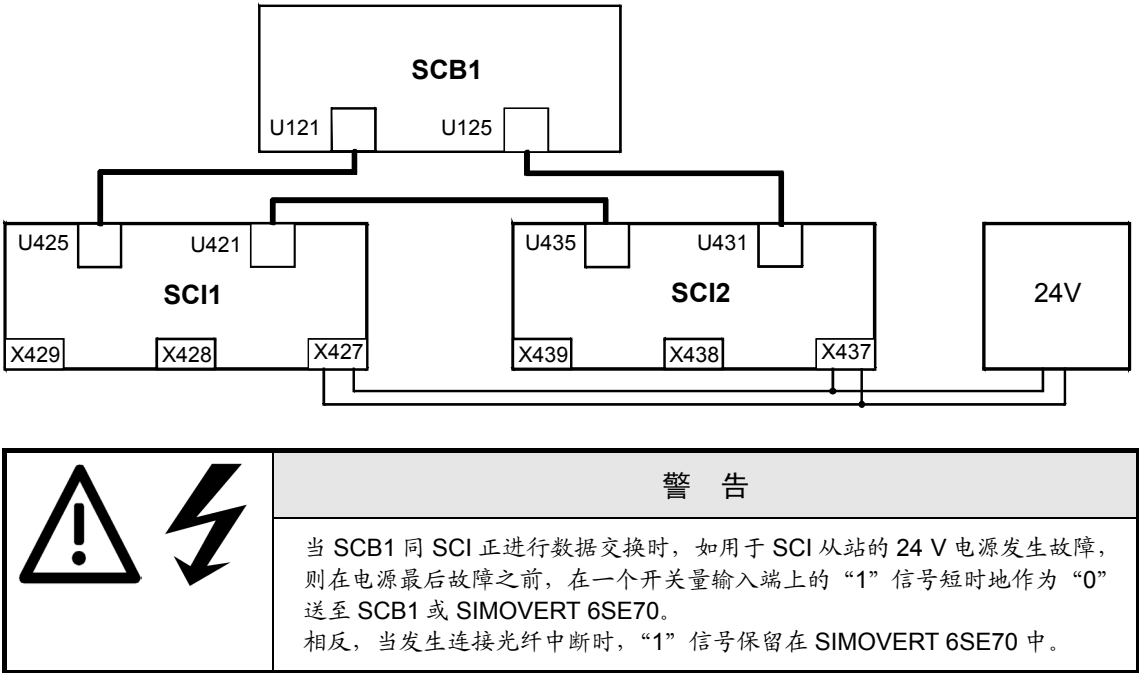 SCB1
U121
U125
U425
U421
U435
U431
SCI1
SCI2
24V
X429
X428
X427
X439
X438
X437
警 告
当 SCB1 同 SCI 正进行数据交换时，如用于 SCI 从站的 24 V 电源发生故障，
则在电源最后故障之前，在一个开关量输入端上的“1”信号短时地作为“0”
送至 SCB1 或 SIMOVERT 6SE70。
相反，当发生连接光纤中断时，“1”信号保留在 SIMOVERT 6SE70 中。